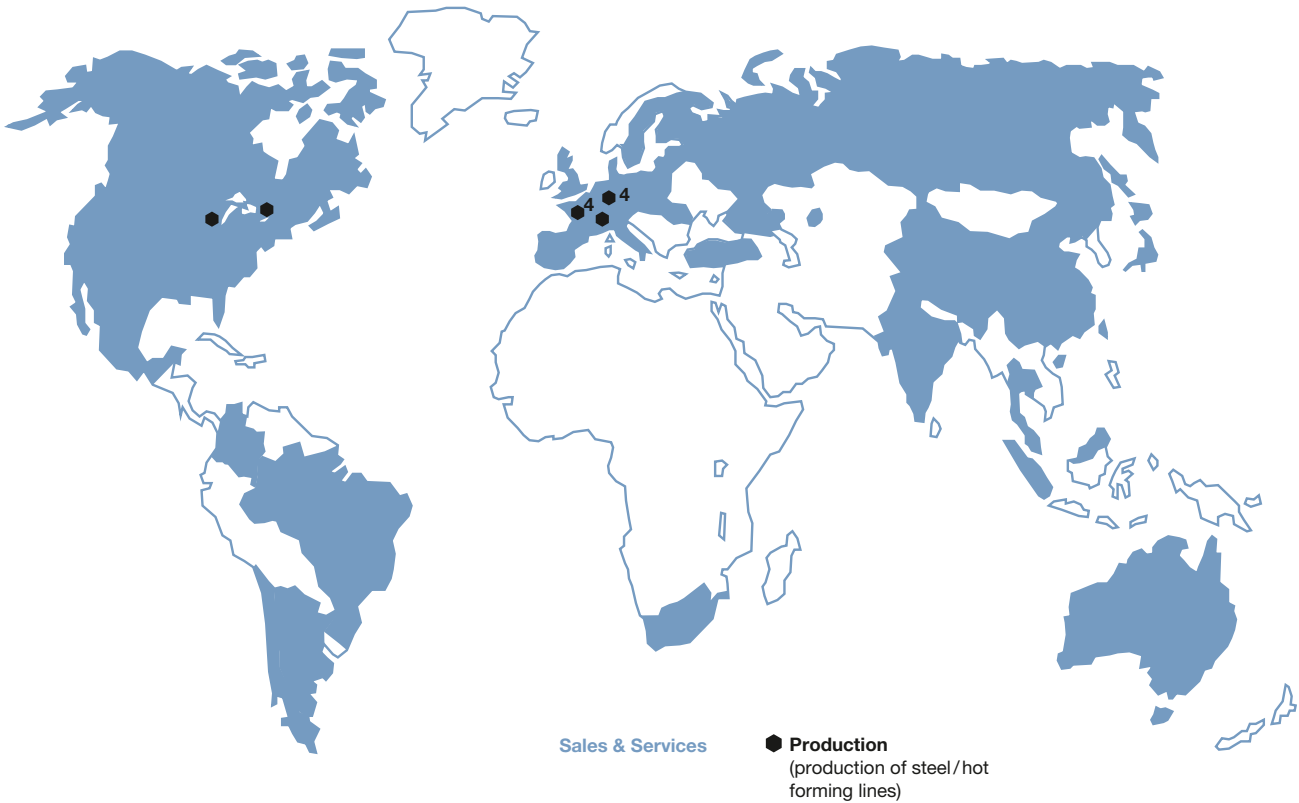 4
4
Sales & Services
Production
(production of steel/hot
forming lines)